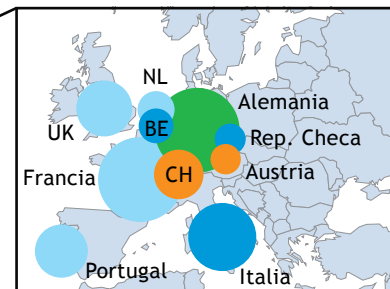 NL
Alemania
UK
BE
Rep. Checa
Francia
CH
Austria
Portugal
Italia